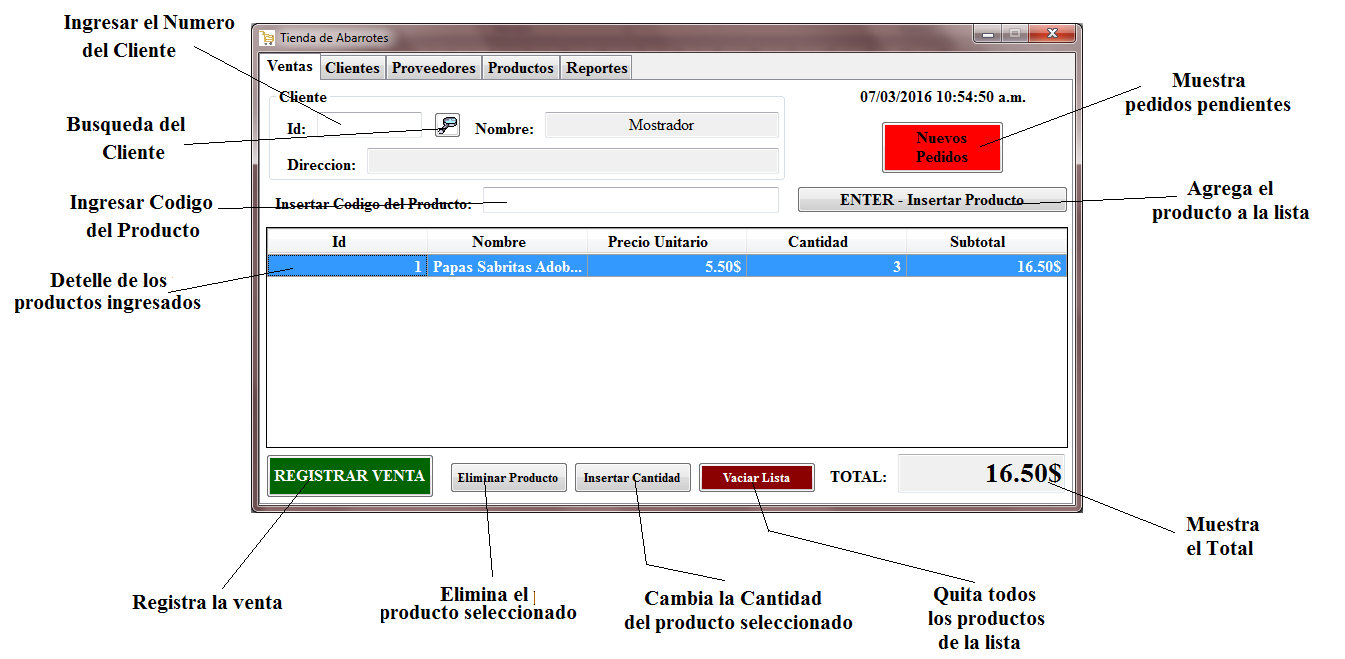 Ingresar el Numero
del Cliente
Tienda de Abarrotes
Ventas Clientes Proveedores Productos Reportes
Cliente
07/03/2016 10:54:50 a.m.
Muestra
pedidos pendientes
Busqueda del
Cliente
Id:
Nombre: Mostrador
Nuevos
Pedidos
Direccion:
Ingresar Codigo
del Producto
Insertar Codigo del Producto:
ENTER - Insertar Producto
Agrega el
producto a la lista
Id Nombre Precio Unitario Cantidad Subtotal
1 Papas Sabritas Adob... 5.50$ 3 16.50$
Detelle de los
productos ingresados
REGISTRAR VENTA Eliminar Producto Insertar Cantidad Vaciar Lista TOTAL: 16.50$
Muestra
el Total
Registra la venta
Elimina el
producto seleccionado
Cambia la Cantidad
del producto seleccionado
Quita todos
los productos
de la lista